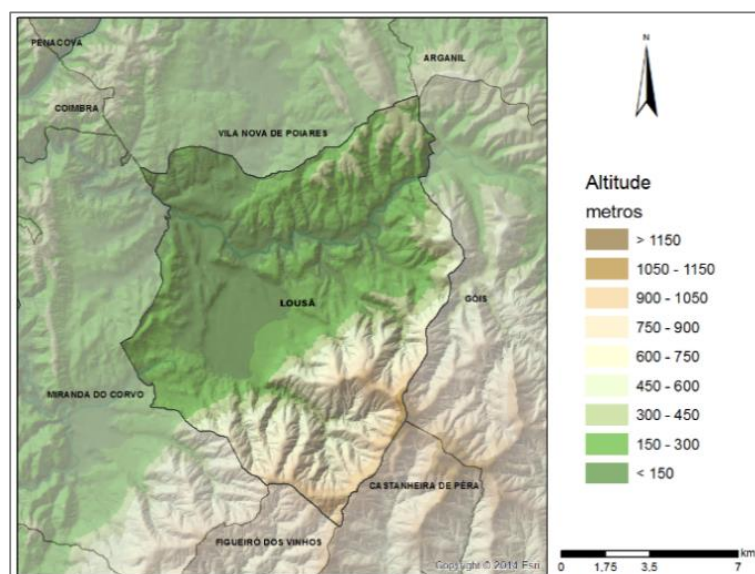 PENACOVA
ARGANIL
COIMBRA
VILA NOVA DE POIARES
LOUSÃ
GÓIS
MIRANDA DO CORVO
CASTANHEIRA DE PÊRA
FIGUEIRÓ DOS VINHOS
Copyright © 2014 Esri
N
Altitude
metros
> 1150
1050 - 1150
900 - 1050
750 - 900
600 - 750
450 - 600
300 - 450
150 - 300
< 150
km
0 1,75 3,5 7